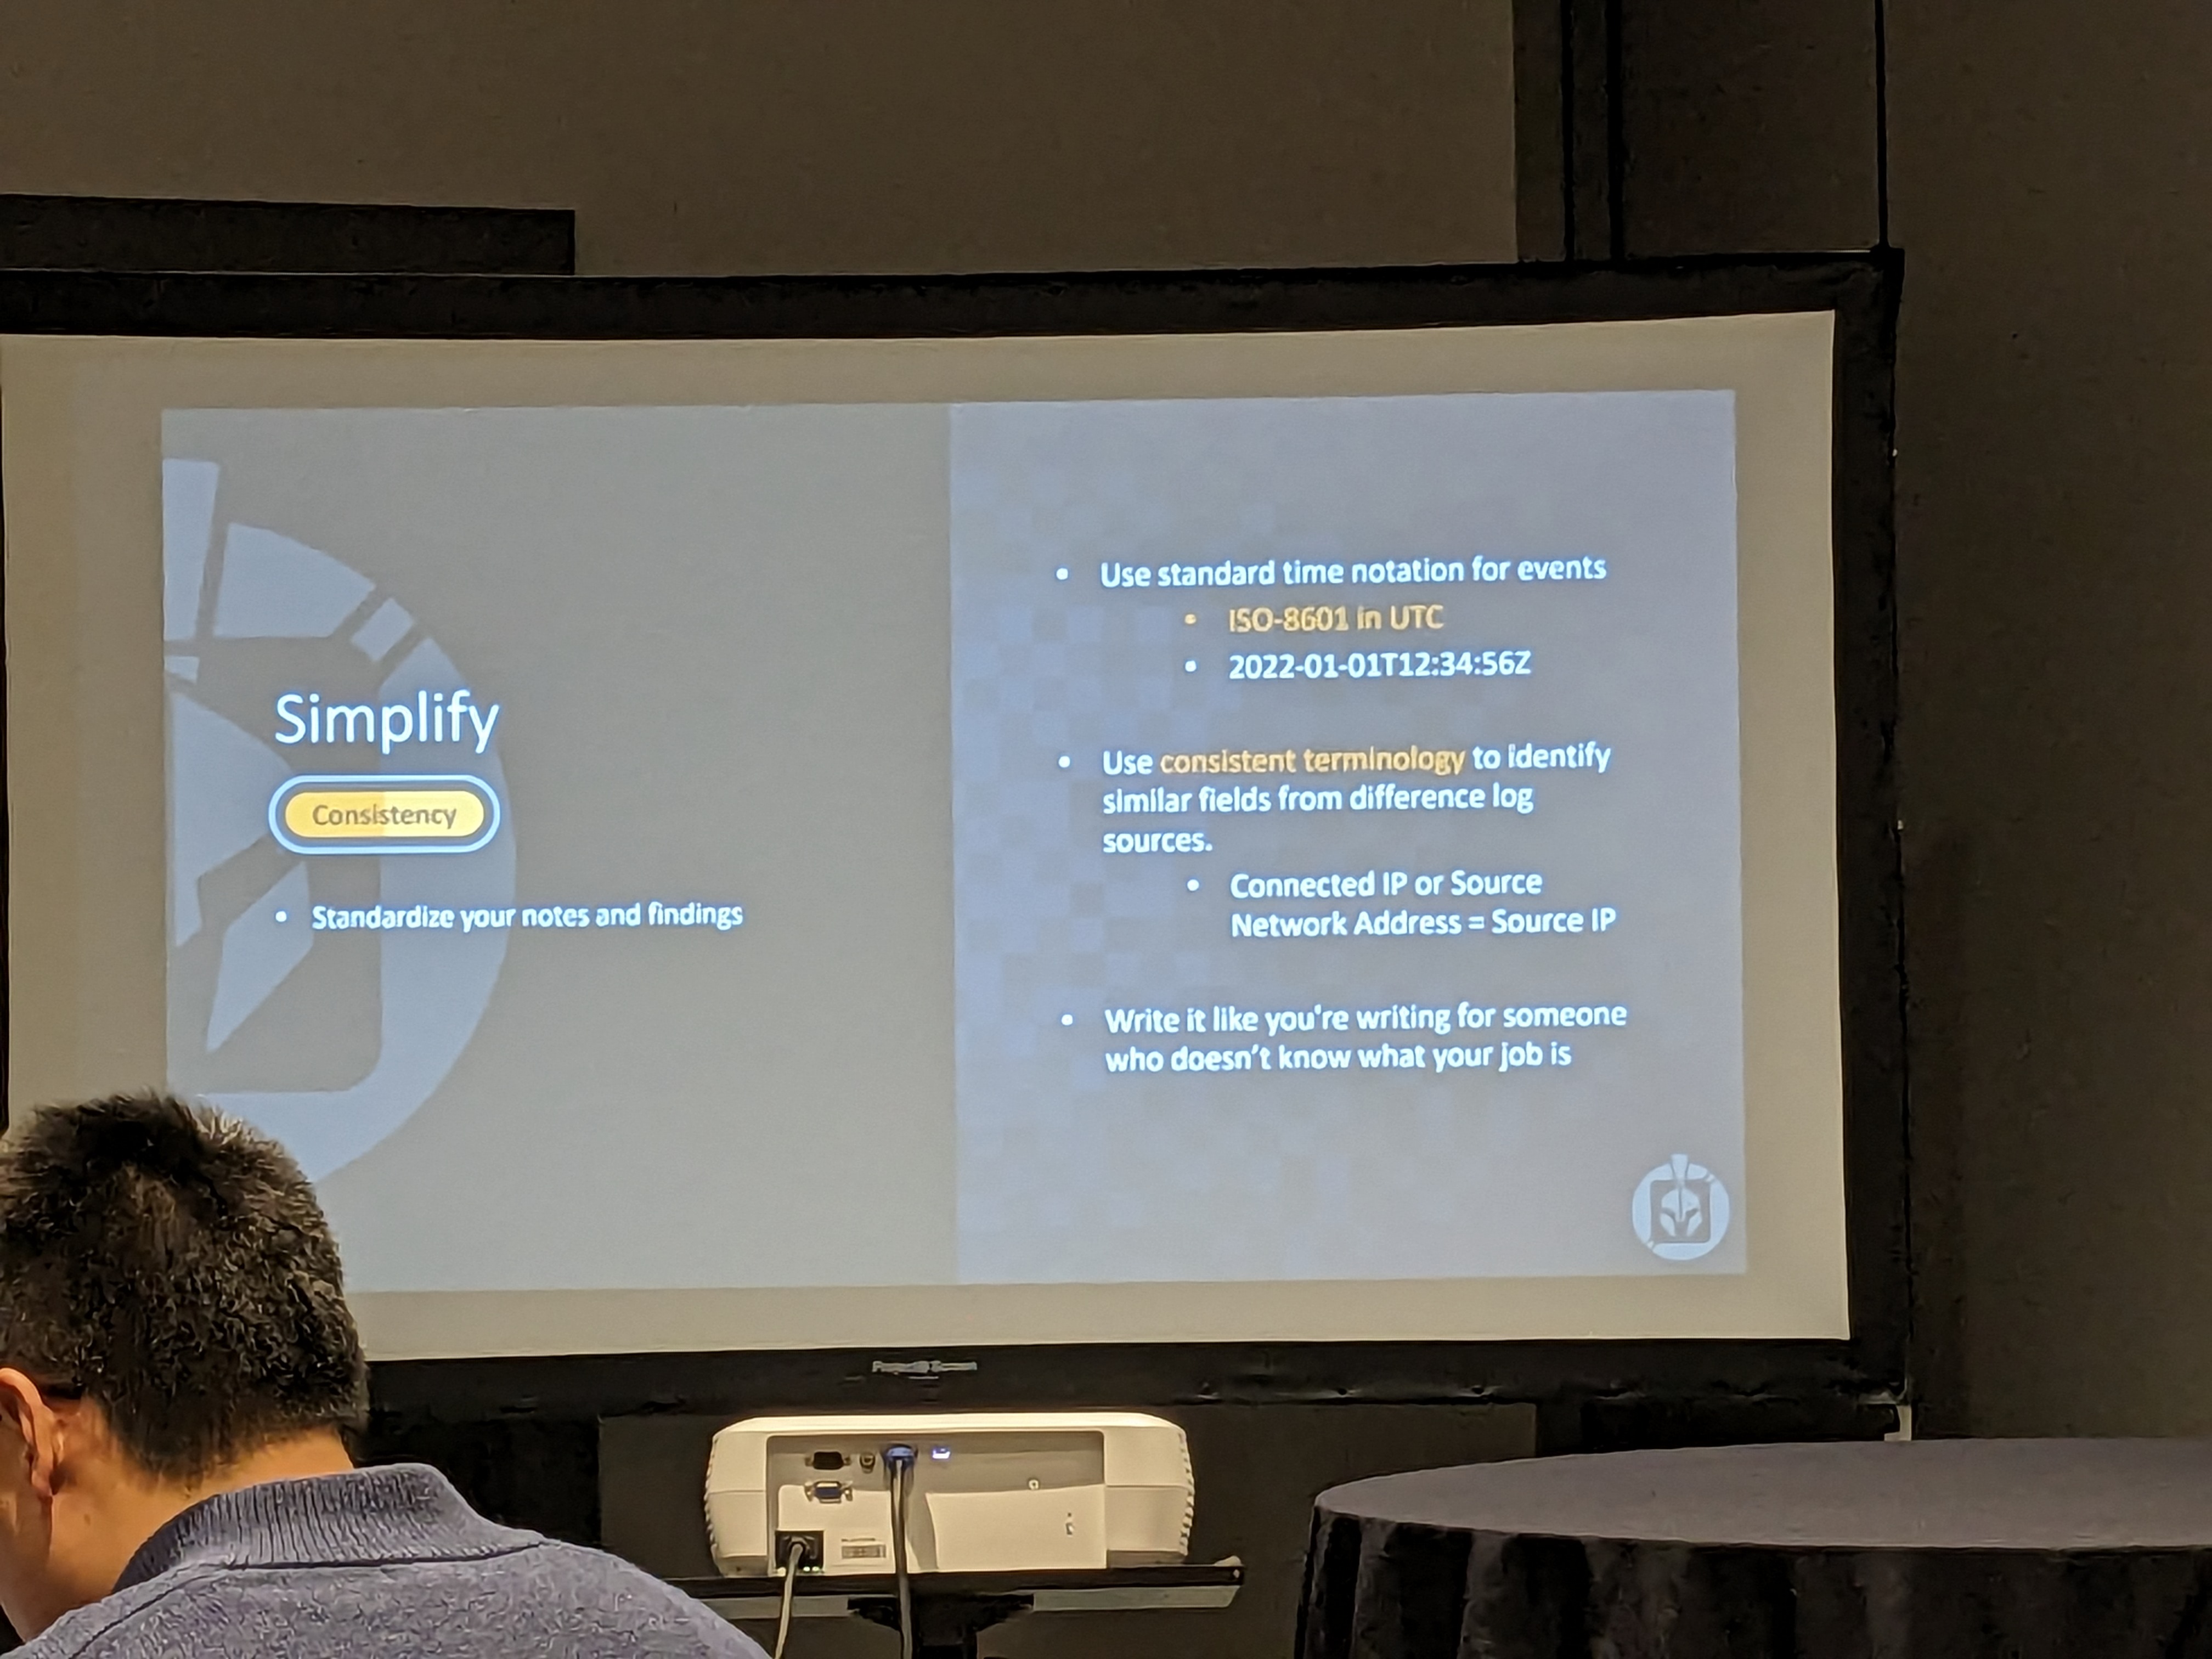 Simplify
Consistency
• Standardize your notes and findings
• Use standard time notation for events
• ISO-8601 in UTC
• 2022-01-01T12:34:56Z
• Use consistent terminology to identify
similar fields from difference log
sources.
• Connected IP or Source
Network Address = Source IP
• Write it like you're writing for someone
who doesn't know what your job is